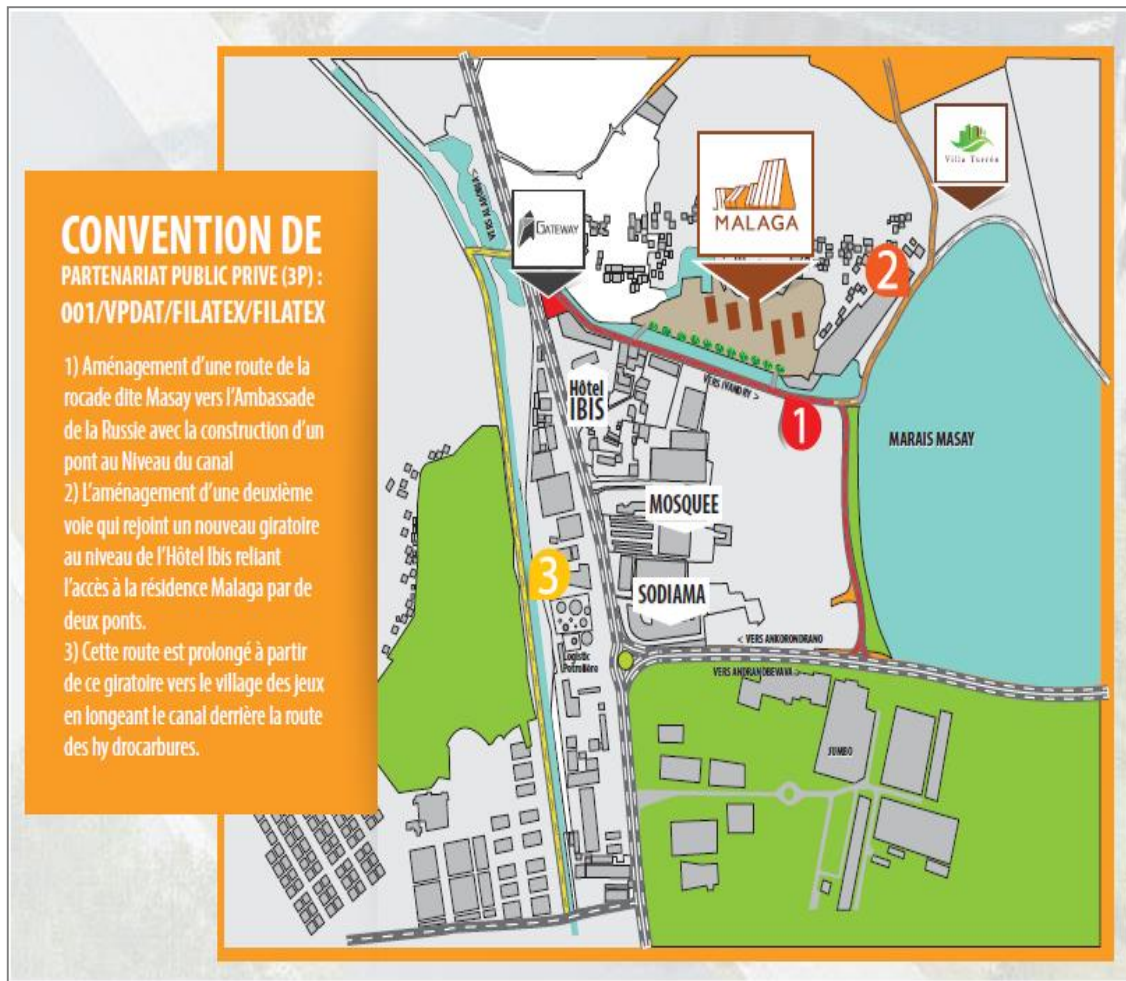 CONVENTION DE
PARTENARIAT PUBLIC PRIVE (3P) :
001/VPDAT/FILATEX/FILATEX
1) Aménagement d’une route de la
rocade dite Masay vers l’Ambassade
de la Russie avec la construction d’un
pont au Niveau du canal
2) L’aménagement d’une deuxième
voie qui rejoint un nouveau giratoire
au niveau de l’Hôtel Ibis reliant
l’accès à la résidence Malaga par de
deux ponts.
3) Cette route est prolongé à partir
de ce giratoire vers le village des jeux
en longeant le canal derrière la route
des hy drocarbures.
GATEWAY
MALAGA
Villa Tuscen
2
Hôtel
IBIS
VERS IVANDRY >
1
MARAIS MASAY
MOSQUEE
3
SODIAMA
< VERS ANKORONDRANO
Logistic
Petrolière
VERS ANDRANOBEVAVA >
JUMBO